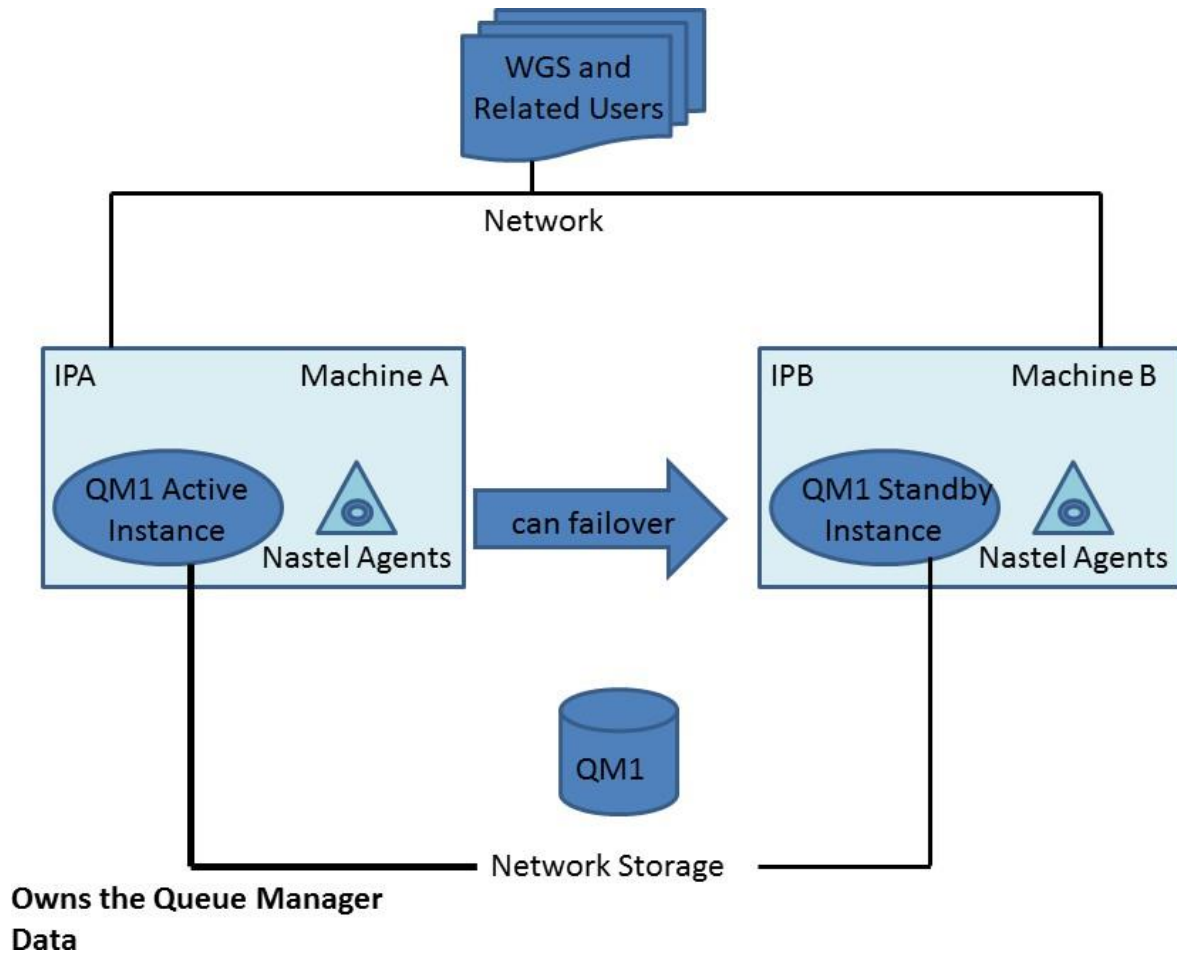 WGS and
Related Users
Network
IPA
Machine A
IPB
Machine B
QM1 Active
Instance
Nastel Agents
can failover
QM1 Standby
Instance
Nastel Agents
QM1
Network Storage
Owns the Queue Manager
Data